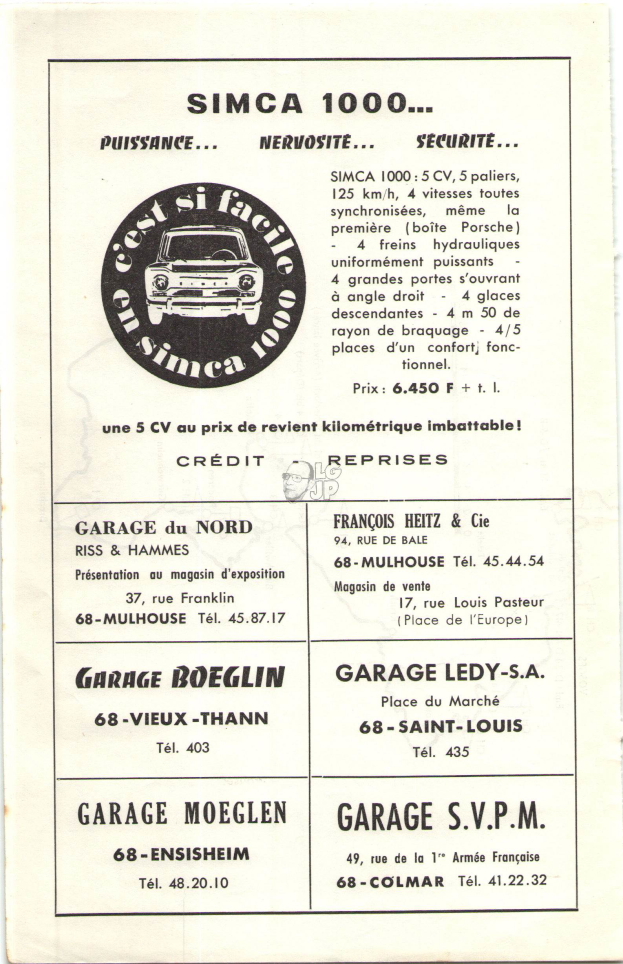 SIMCA 1000...
PUISSANCE... NERVOSITÉ... SÉCURITÉ...
c'est si facile
en Simca 1000
SIMCA
SIMCA 1000 : 5 CV, 5 paliers,
125 km/h, 4 vitesses toutes
synchronisées, même la
première (boîte Porsche)
- 4 freins hydrauliques
uniformément puissants -
4 grandes portes s'ouvrant
à angle droit - 4 glaces
descendantes - 4 m 50 de
rayon de braquage - 4/5
places d'un confort fonc-
tionnel.
Prix : 6.450 F + t. l.
une 5 CV au prix de revient kilométrique imbattable !
CRÉDIT - REPRISES
LG
JP
GARAGE du NORD
RISS & HAMMES
Présentation au magasin d'exposition
37, rue Franklin
68-MULHOUSE Tél. 45.87.17
FRANÇOIS HEITZ & Cie
94, RUE DE BALE
68-MULHOUSE Tél. 45.44.54
Magasin de vente
17, rue Louis Pasteur
(Place de l'Europe)
GARAGE BOEGLIN
68-VIEUX-THANN
Tél. 403
GARAGE LEDY-S.A.
Place du Marché
68-SAINT-LOUIS
Tél. 435
GARAGE MOEGLEN
68-ENSISHEIM
Tél. 48.20.10
GARAGE S.V.P.M.
49, rue de la 1re Armée Française
68-COLMAR Tél. 41.22.32